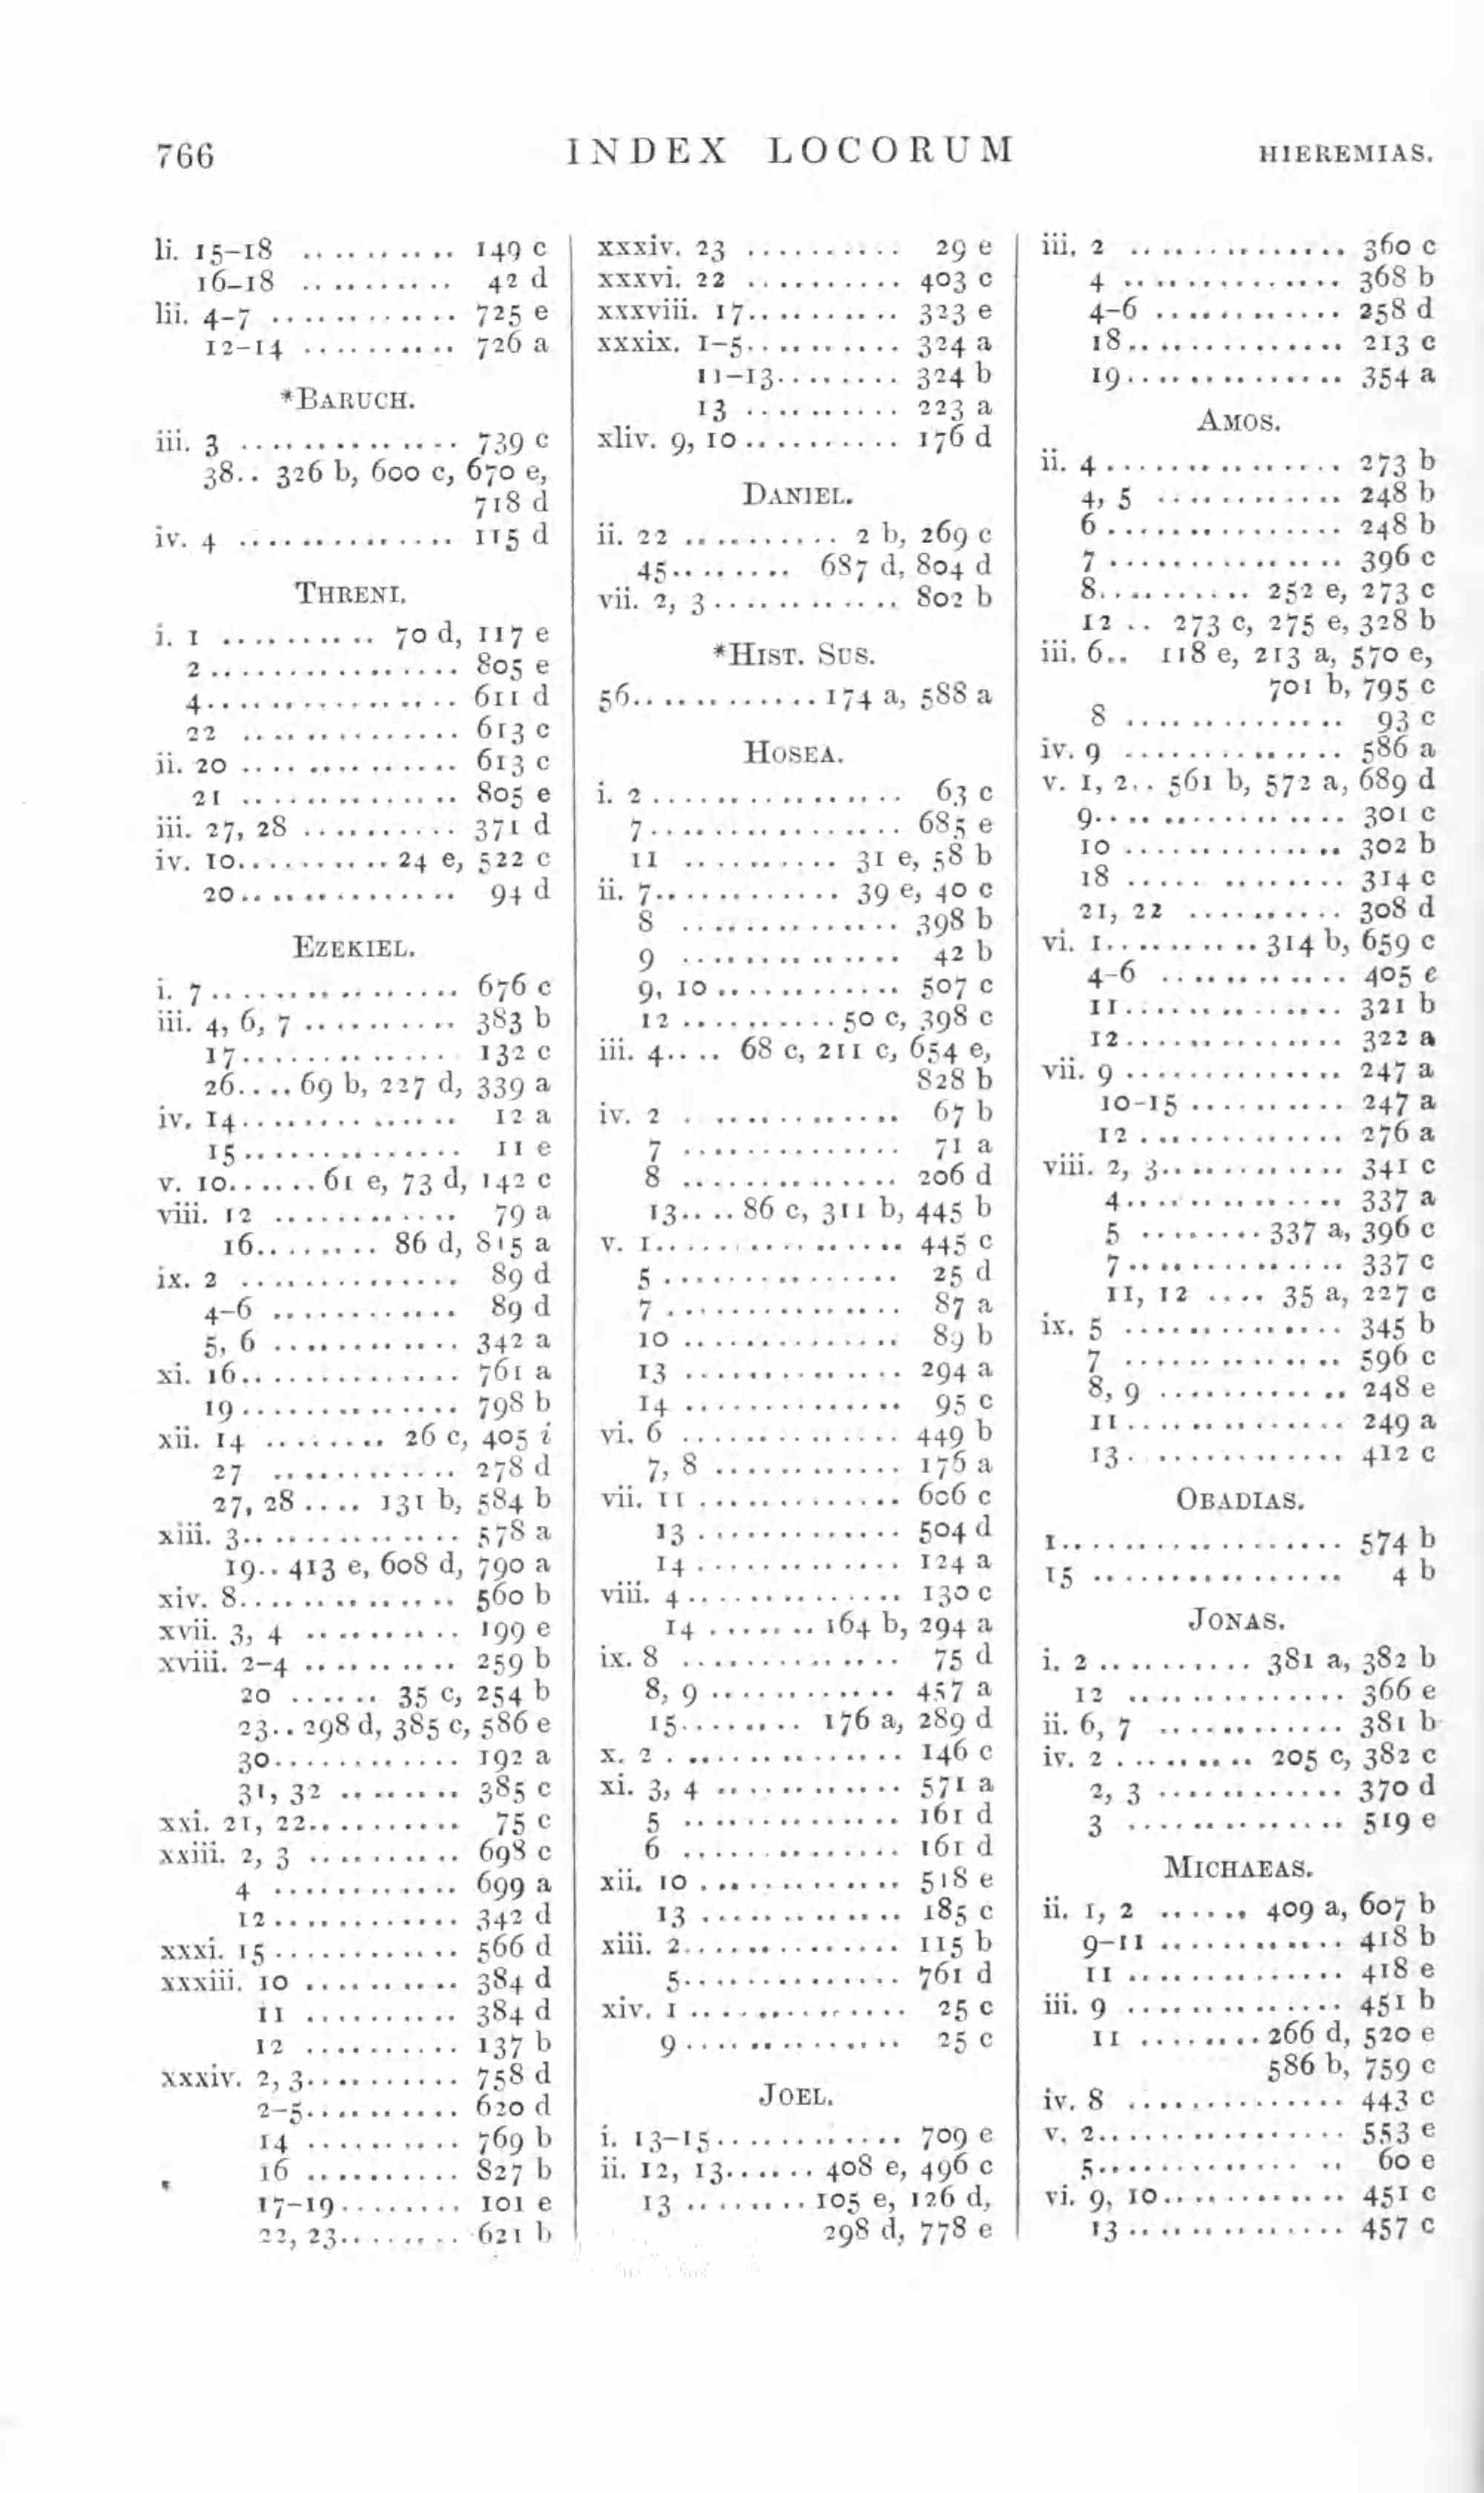 766 INDEX LOCORUM HIEREMIAS.
li. 15–18 .......... 149 c
16–18 .......... 42 d
lii. 4–7 ............ 725 e
12–14 .......... 726 a
*BARUCH.
iii. 3 .............. 739 c
38.. 326 b, 600 c, 670 e,
718 d
iv. 4 .............. 115 d
THRENI.
i. 1 .......... 70 d, 117 e
2................ 805 e
4................ 611 d
22 .............. 613 c
ii. 20 .............. 613 c
21 .............. 805 e
iii. 27, 28 .......... 371 d
iv. 10.......... 24 e, 522 c
20.............. 94 d
EZEKIEL.
i. 7................ 676 c
iii. 4, 6, 7 .......... 383 b
17.............. 132 c
26.... 69 b, 227 d, 339 a
iv. 14.............. 12 a
15.............. 11 e
v. 10...... 61 e, 73 d, 142 c
viii. 12 ............ 79 a
16........ 86 d, 815 a
ix. 2 .............. 89 d
4–6 ............ 89 d
5, 6 ............ 342 a
xi. 16.............. 761 a
19.............. 798 b
xii. 14 ........ 26 c, 405 i
27 ............ 278 d
27, 28 .... 131 b, 584 b
xiii. 3.............. 578 a
19.. 413 e, 608 d, 790 a
xiv. 8.............. 560 b
xvii. 3, 4 .......... 199 e
xviii. 2–4 .......... 259 b
20 ...... 35 c, 254 b
23.. 298 d, 385 c, 586 e
30............ 192 a
31, 32 ........ 385 c
xxi. 21, 22.......... 75 c
xxiii. 2, 3 .......... 698 c
4 ............ 699 a
12............ 342 d
xxxi. 15............ 566 d
xxxiii. 10 .......... 384 d
11 .......... 384 d
12 .......... 137 b
xxxiv. 2, 3.......... 758 d
2–5.......... 620 d
14 .......... 769 b
16 .......... 827 b
17–19........ 101 e
22, 23........ 621 b
xxxiv. 23 .......... 29 e
xxxvi. 22 .......... 403 c
xxxviii. 17.......... 323 e
xxxix. 1–5.......... 324 a
11–13........ 324 b
13 .......... 223 a
xliv. 9, 10.......... 176 d
DANIEL.
ii. 22 .......... 2 b, 269 c
45........ 687 d, 804 d
vii. 2, 3............ 802 b
*HIST. SUS.
56............ 174 a, 588 a
HOSEA.
i. 2................ 63 c
7................ 685 e
11 .......... 31 e, 58 b
ii. 7............ 39 e, 40 c
8 .............. 398 b
9 .............. 42 b
9, 10............ 507 c
12 .......... 50 c, 398 c
iii. 4.... 68 c, 211 c, 654 e,
828 b
iv. 2 .............. 67 b
7 .............. 71 a
8 .............. 206 d
13.... 86 c, 311 b, 445 b
v. 1................ 445 c
5 .............. 25 d
7 .............. 87 a
10 .............. 89 b
13 .............. 294 a
14 .............. 95 c
vi. 6 .............. 449 b
7, 8 ............ 176 a
vii. 11 ............ 606 c
13 ............ 504 d
14 ............ 124 a
viii. 4.............. 130 c
14 ....... 164 b, 294 a
ix. 8 .............. 75 d
8, 9 ............ 457 a
15........ 176 a, 289 d
x. 2 .............. 146 c
xi. 3, 4 ............ 571 a
5 .............. 161 d
6 .............. 161 d
xii. 10 ............ 518 e
13 ............ 185 c
xiii. 2.............. 115 b
5.............. 761 d
xiv. 1 .............. 25 c
9.............. 25 c
JOEL.
i. 13–15............ 709 e
ii. 12, 13...... 408 e, 496 c
13 ........ 105 e, 126 d,
298 d, 778 e
iii. 2 .............. 360 c
4 .............. 368 b
4–6 ............ 258 d
18.............. 213 c
19.............. 354 a
AMOS.
ii. 4............... 273 b
4, 5 ............ 248 b
6............... 248 b
7 ............... 396 c
8.......... 252 e, 273 c
12 .. 273 c, 275 e, 328 b
iii. 6.. 118 e, 213 a, 570 e,
701 b, 795 c
8 .............. 93 c
iv. 9 .............. 586 a
v. 1, 2.. 561 b, 572 a, 689 d
9................ 301 c
10 .............. 302 b
18 .............. 314 c
21, 22 .......... 308 d
vi. 1.......... 314 b, 659 c
4–6 ............ 405 e
11.............. 321 b
12.............. 322 a
vii. 9 .............. 247 a
10–15 .......... 247 a
12 ............. 276 a
viii. 2, 3............ 341 c
4.............. 337 a
5 ........ 337 a, 396 c
7.............. 337 c
11, 12 .... 35 a, 227 c
ix. 5 .............. 345 b
7 .............. 596 c
8, 9 ............ 248 e
11.............. 249 a
13.............. 412 c
OBADIAS.
1.................. 574 b
15 ................ 4 b
JONAS.
i. 2 .......... 381 a, 382 b
12 .............. 366 e
ii. 6, 7 ............ 381 b
iv. 2 ......... 205 c, 382 c
2, 3 ............ 370 d
3 .............. 519 e
MICHAEAS.
ii. 1, 2 ...... 409 a, 607 b
9–11 ............ 418 b
11 .............. 418 e
iii. 9 .............. 451 b
11 ........ 266 d, 520 e
586 b, 759 c
iv. 8 .............. 443 c
v. 2................ 553 e
5................ 60 e
vi. 9, 10............ 451 c
13.............. 457 c